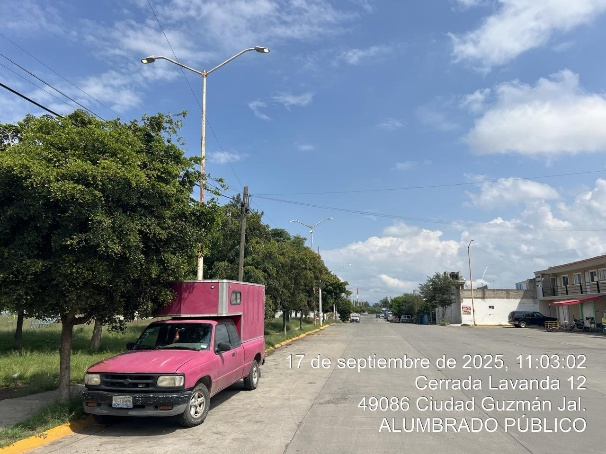 17 de septiembre de 2025, 11:03:02
Cerrada Lavanda 12
49086 Ciudad Guzmán Jal.
ALUMBRADO PÚBLICO